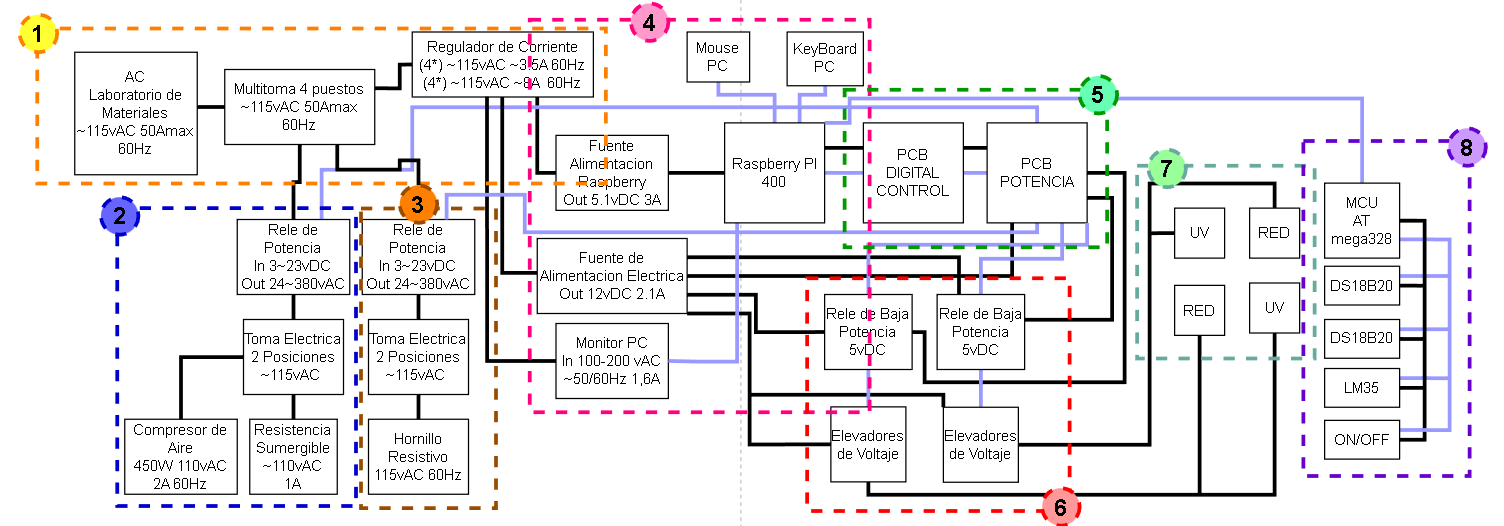 1
AC
Laboratorio de
Materiales
~115vAC 50Amax
60Hz
Multitoma 4 puestos
~115vAC 50Amax
60Hz
Regulador de Corriente
(4*) ~115vAC ~3.5A 60Hz
(4*) ~115vAC ~8A 60Hz
4
Mouse
PC
KeyBoard
PC
Fuente
Alimentacion
Raspberry
Out 5.1vDC 3A
Raspberry PI
400
5
PCB
DIGITAL
CONTROL
PCB
POTENCIA
2
Rele de
Potencia
In 3~23vDC
Out 24~380vAC
Toma Electrica
2 Posiciones
~115vAC
Compresor de
Aire
450W 110vAC
2A 60Hz
Resistencia
Sumergible
~110vAC
1A
3
Rele de
Potencia
In 3~23vDC
Out 24~380vAC
Toma Electrica
2 Posiciones
~115vAC
Hornillo
Resistivo
115vAC 60Hz
Fuente de
Alimentacion Electrica
Out 12vDC 2.1A
Monitor PC
In 100-200 vAC
~50/60Hz 1,6A
Rele de Baja
Potencia
5vDC
Rele de Baja
Potencia
5vDC
Elevadores
de Voltaje
Elevadores
de Voltaje
6
7
UV
RED
RED
UV
8
MCU
AT
mega328
DS18B20
DS18B20
LM35
ON/OFF